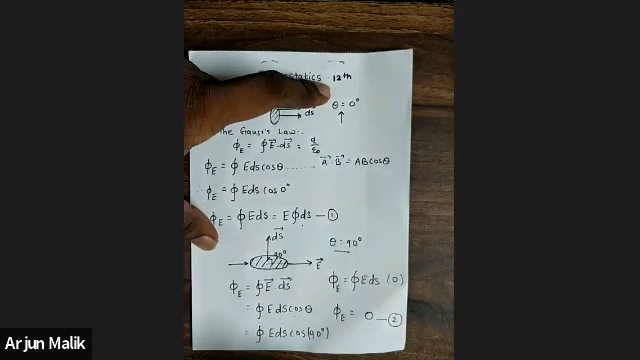 12th
ds
θ = 0°
the Gauss's Law:.
ϕE = ∮ E⃗ . ds⃗ = q/ε0
ϕE = ∮ Eds cosθ ....... A⃗ . B⃗ = AB cosθ
ϕE = ∮ Eds cos 0°
ϕE = ∮ Eds = E ∮ ds — ①
ds⃗
θ = 90°
90°
E⃗
ϕE = ∮ E⃗ . ds⃗
ϕE = ∮ Eds (0)
= ∮ Eds cosθ
ϕE = 0 — ②
= ∮ Eds cos(90°)
Arjun Malik